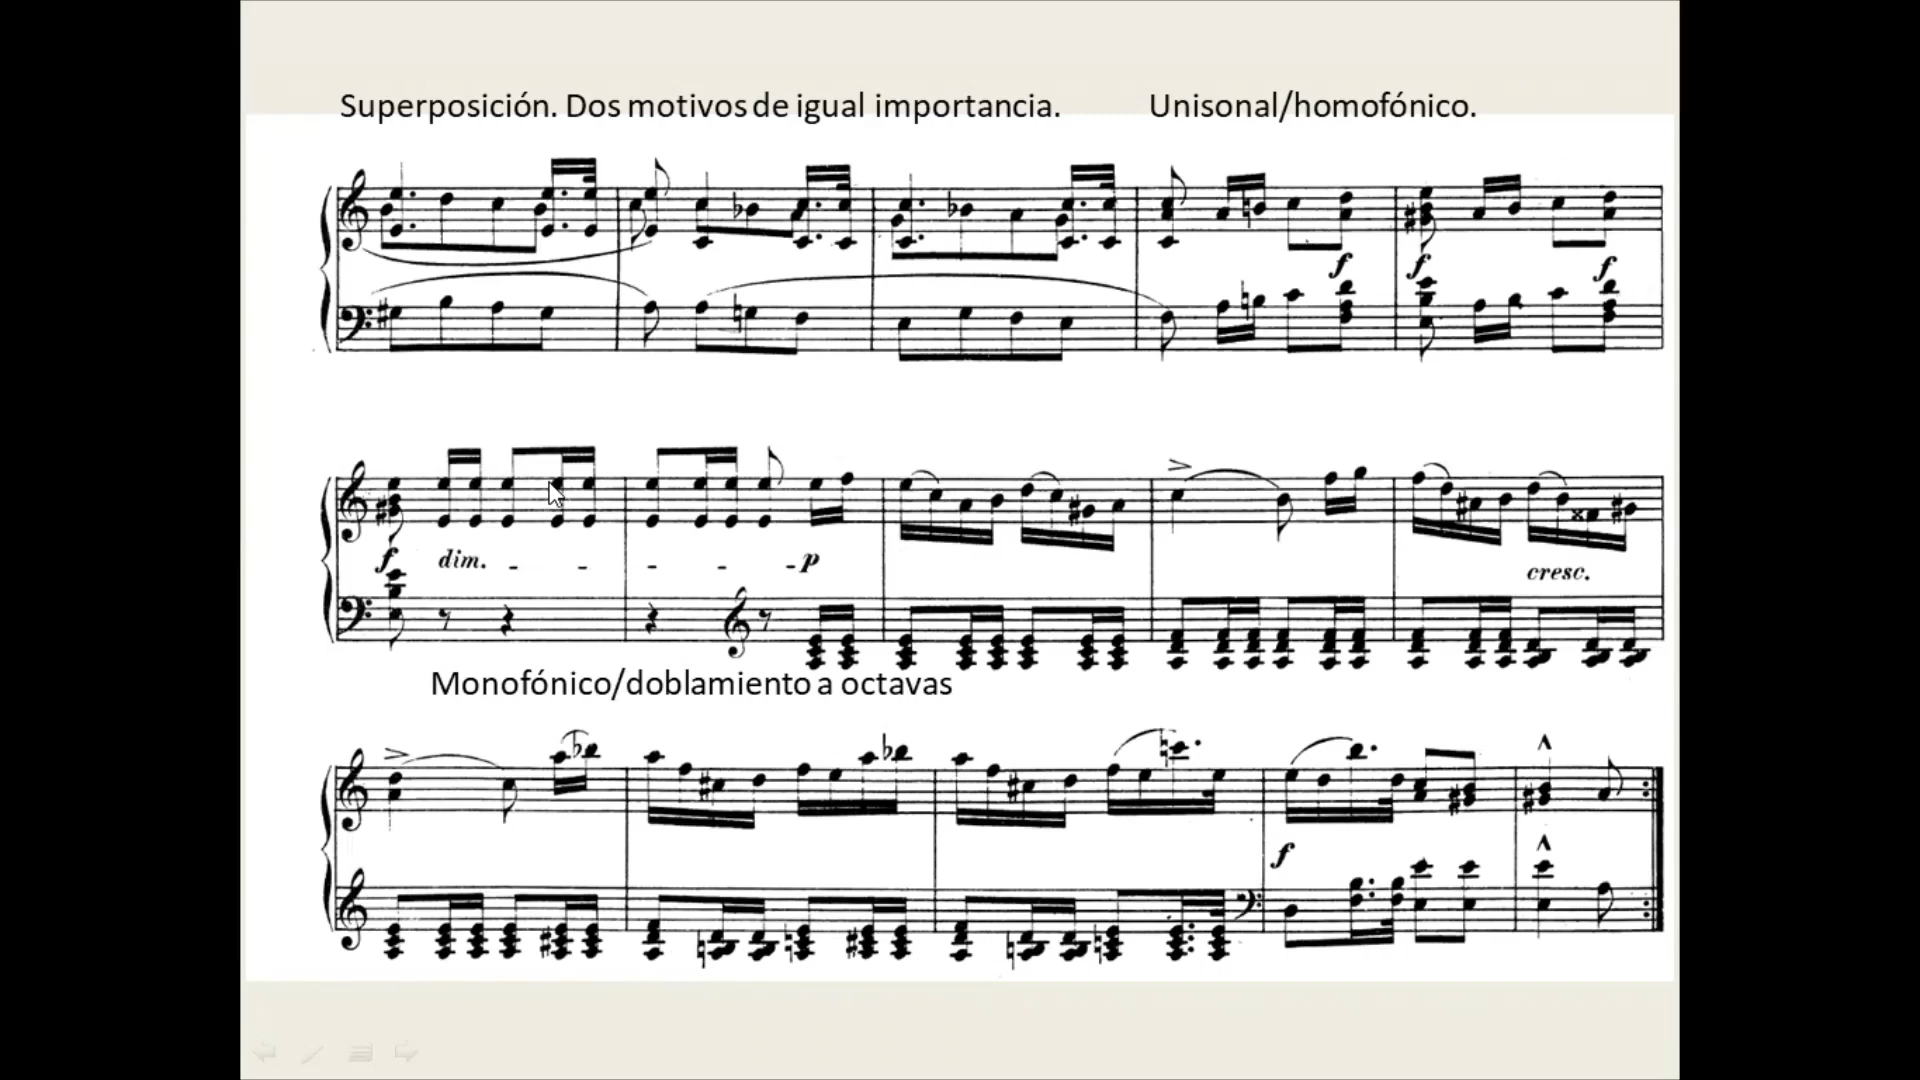 Superposición. Dos motivos de igual importancia. Unisonal/homofónico.
f f f
f dim. - - - - - p
cresc.
Monofónico/doblamiento a octavas
f